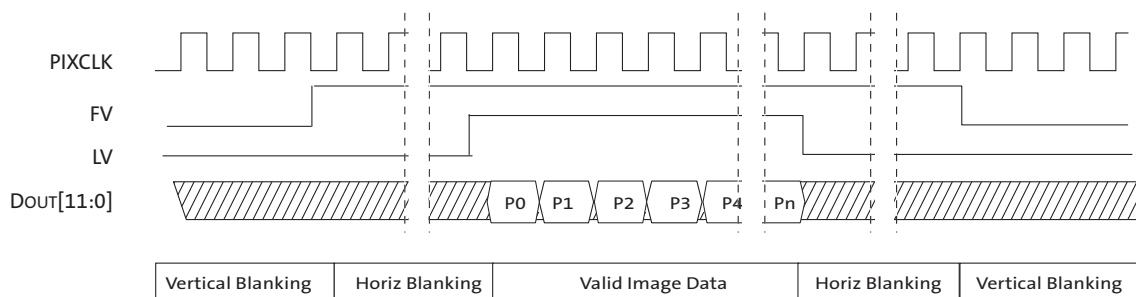 PIXCLK
FV
LV
DOUT[11:0]
P0 P1 P2 P3 P4 Pn
Vertical Blanking Horiz Blanking Valid Image Data Horiz Blanking Vertical Blanking